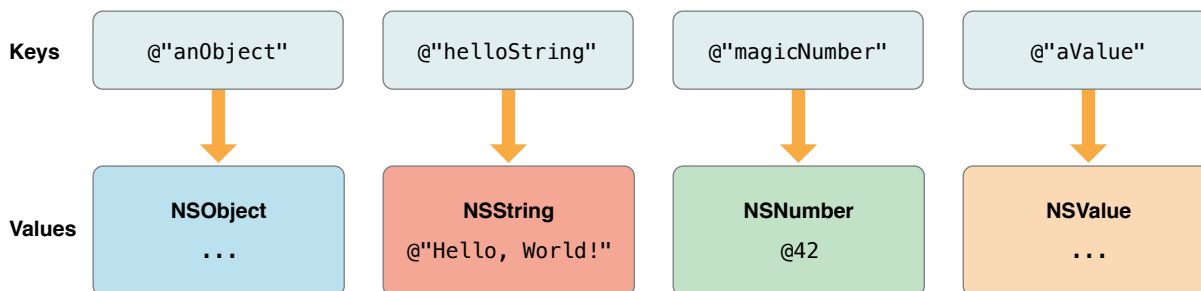 Keys
@"anObject"
@"helloString"
@"magicNumber"
@"aValue"
Values
NSObject
...
NSString
@"Hello, World!"
NSNumber
@42
NSValue
...